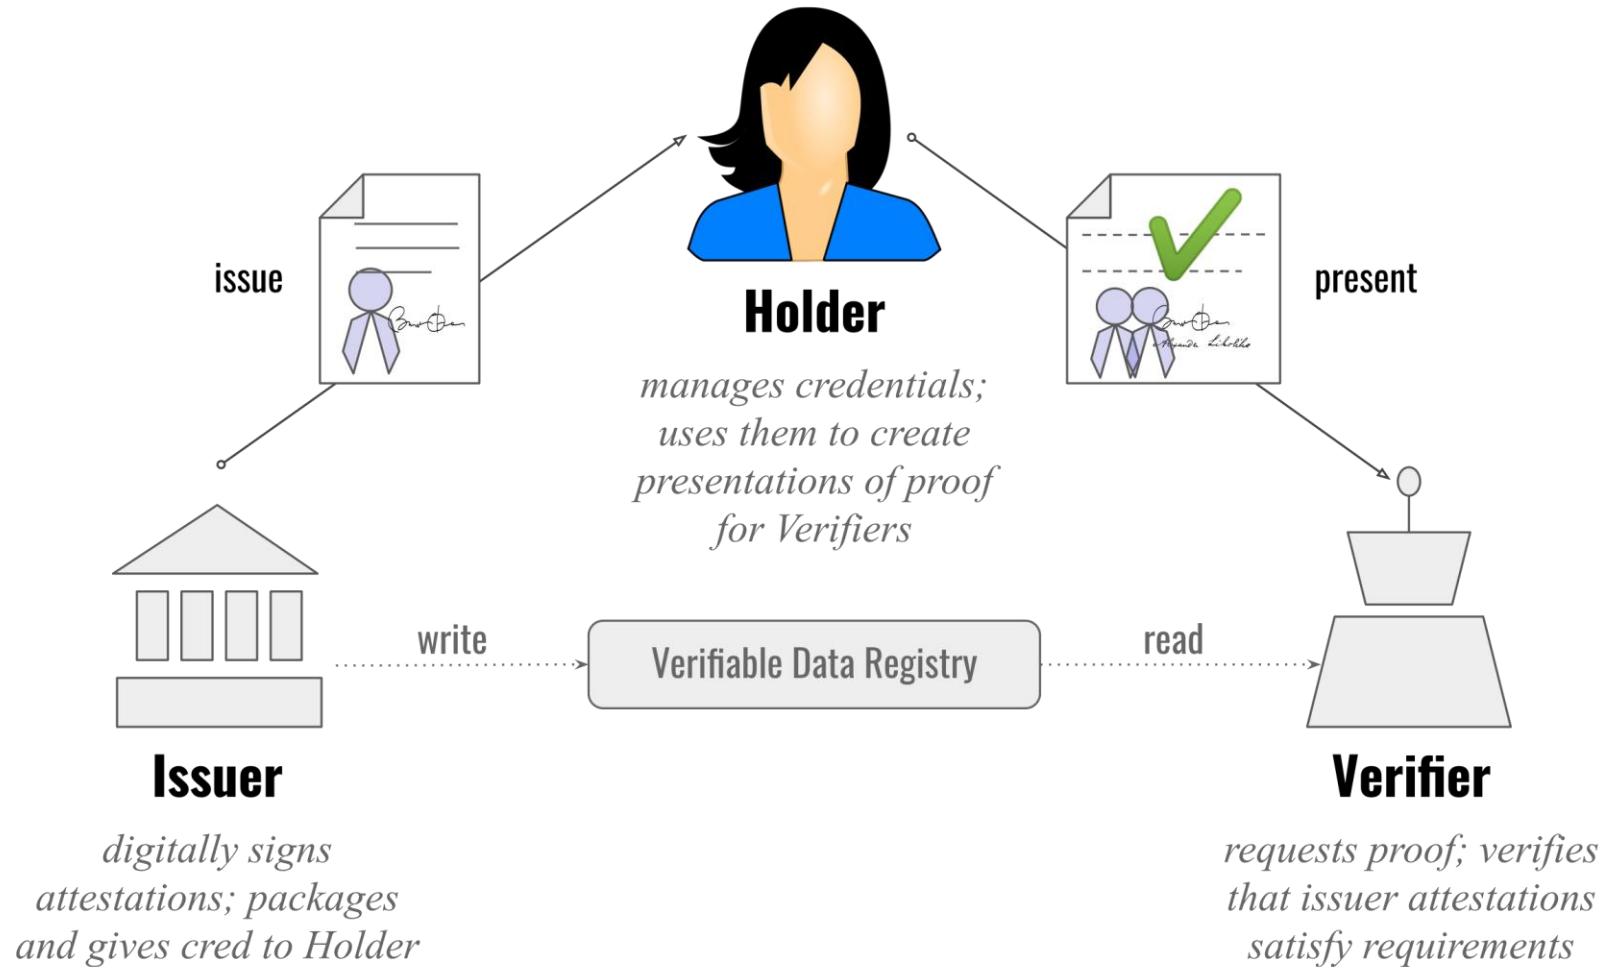 issue
present
Holder
manages credentials;
uses them to create
presentations of proof
for Verifiers
write
Verifiable Data Registry
read
Issuer
digitally signs
attestations; packages
and gives cred to Holder
Verifier
requests proof; verifies
that issuer attestations
satisfy requirements